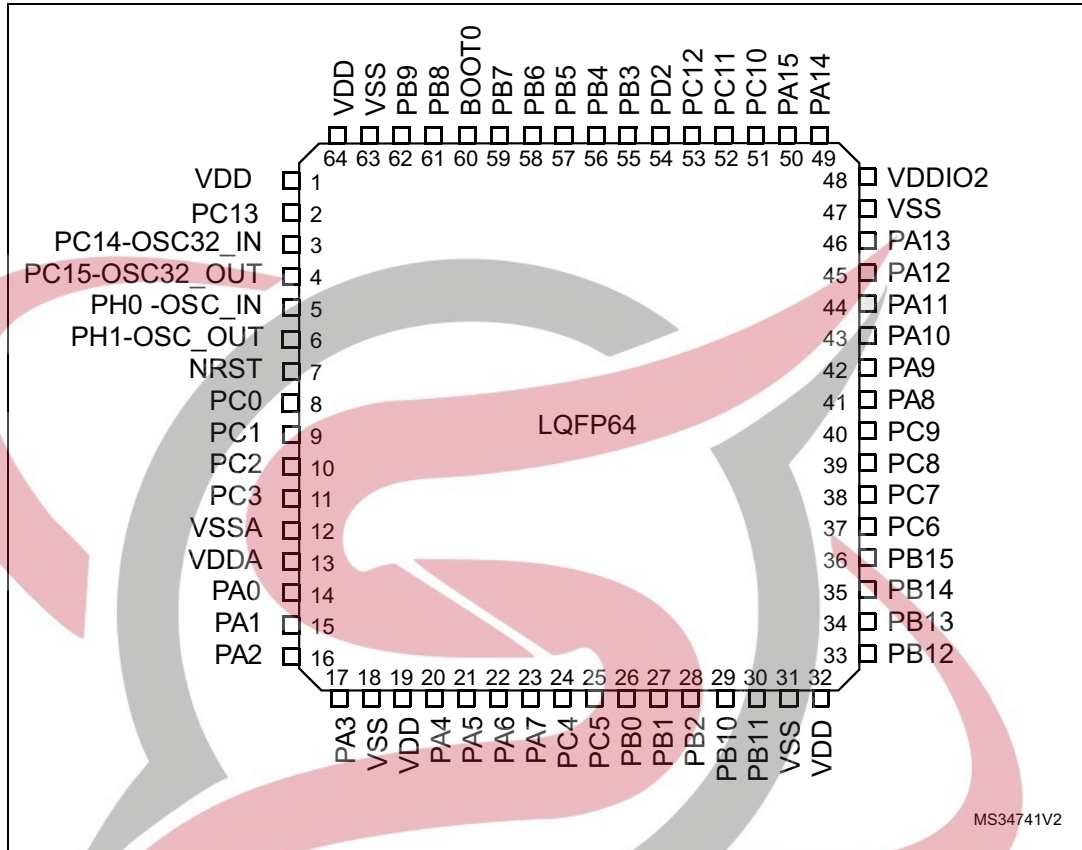 VDD
VSS
PB9
PB8
BOOT0
PB7
PB6
PB5
PB4
PB3
PD2
PC12
PC11
PC10
PA15
PA14
64 63 62 61 60 59 58 57 56 55 54 53 52 51 50 49
VDD 1
PC13 2
PC14-OSC32_IN 3
PC15-OSC32_OUT 4
PH0 -OSC_IN 5
PH1-OSC_OUT 6
NRST 7
PC0 8
PC1 9
PC2 10
PC3 11
VSSA 12
VDDA 13
PA0 14
PA1 15
PA2 16
LQFP64
48 VDDIO2
47 VSS
46 PA13
45 PA12
44 PA11
43 PA10
42 PA9
41 PA8
40 PC9
39 PC8
38 PC7
37 PC6
36 PB15
35 PB14
34 PB13
33 PB12
17 18 19 20 21 22 23 24 25 26 27 28 29 30 31 32
PA3
VSS
VDD
PA4
PA5
PA6
PA7
PC4
PC5
PB0
PB1
PB2
PB10
PB11
VSS
VDD
MS34741V2